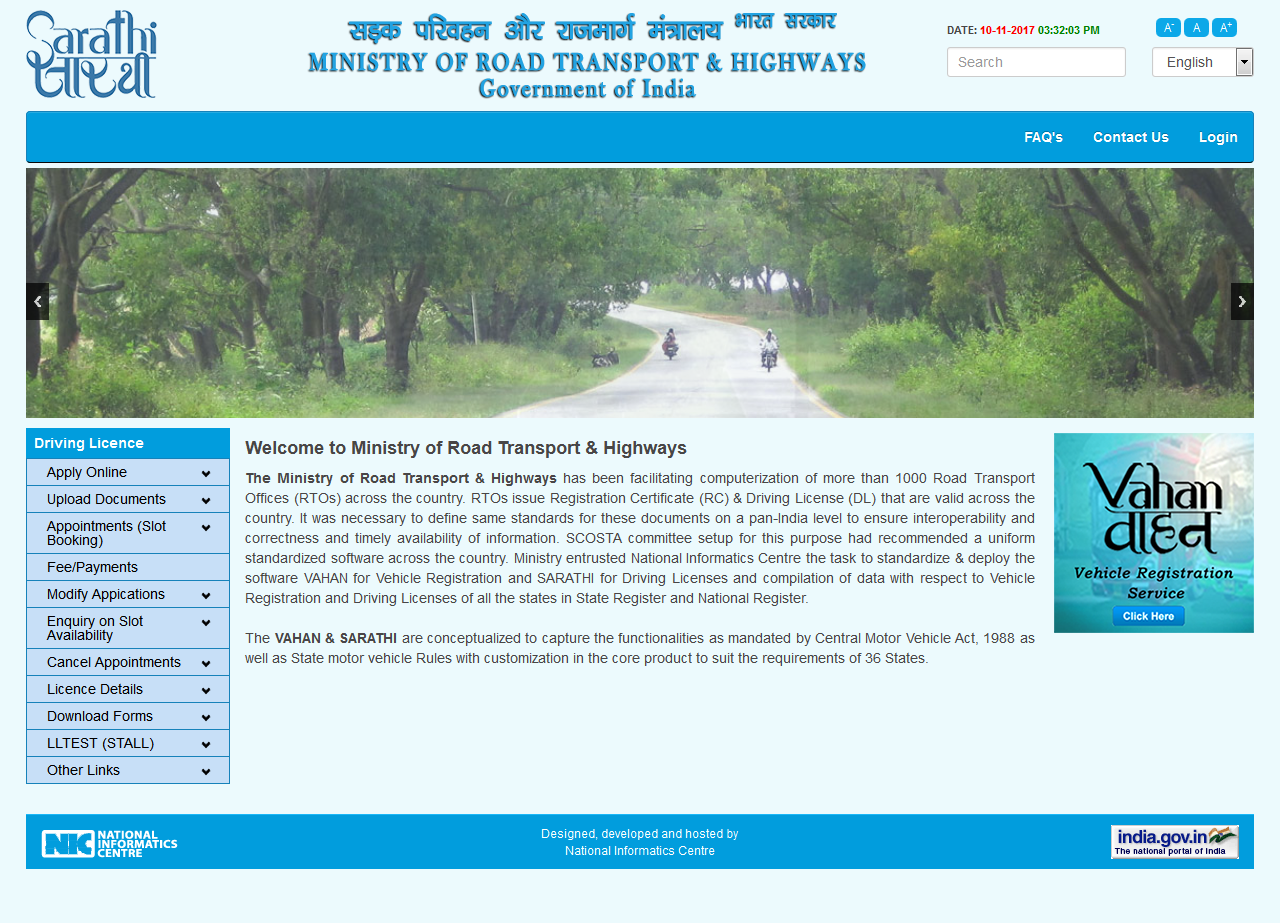 Sarathi
सारथी
सड़क परिवहन और राजमार्ग मंत्रालय भारत सरकार
MINISTRY OF ROAD TRANSPORT & HIGHWAYS
Government of India
DATE: 10-11-2017 03:32:03 PM
A- A A+
Search
English
FAQ's Contact Us Login
Driving Licence
Apply Online
Upload Documents
Appointments (Slot
Booking)
Fee/Payments
Modify Appications
Enquiry on Slot
Availability
Cancel Appointments
Licence Details
Download Forms
LLTEST (STALL)
Other Links
Welcome to Ministry of Road Transport & Highways
The Ministry of Road Transport & Highways has been facilitating computerization of more than 1000 Road Transport
Offices (RTOs) across the country. RTOs issue Registration Certificate (RC) & Driving License (DL) that are valid across the
country. It was necessary to define same standards for these documents on a pan-India level to ensure interoperability and
correctness and timely availability of information. SCOSTA committee setup for this purpose had recommended a uniform
standardized software across the country. Ministry entrusted National Informatics Centre the task to standardize & deploy the
software VAHAN for Vehicle Registration and SARATHI for Driving Licenses and compilation of data with respect to Vehicle
Registration and Driving Licenses of all the states in State Register and National Register.
The VAHAN & SARATHI are conceptualized to capture the functionalities as mandated by Central Motor Vehicle Act, 1988 as
well as State motor vehicle Rules with customization in the core product to suit the requirements of 36 States.
Vahan
वाहन
Vehicle Registration
Service
Click Here
NIC NATIONAL
INFORMATICS
CENTRE
Designed, developed and hosted by
National Informatics Centre
india.gov.in
The national portal of India